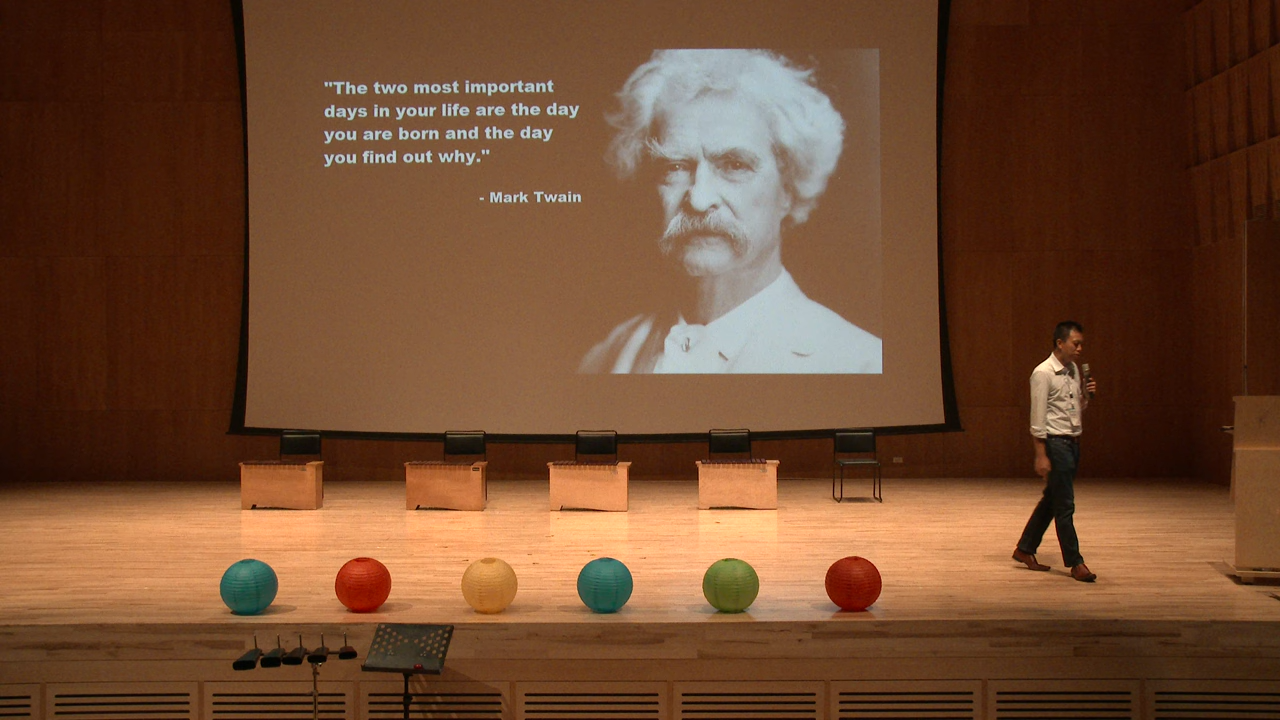 "The two most important
days in your life are the day
you are born and the day
you find out why."
- Mark Twain